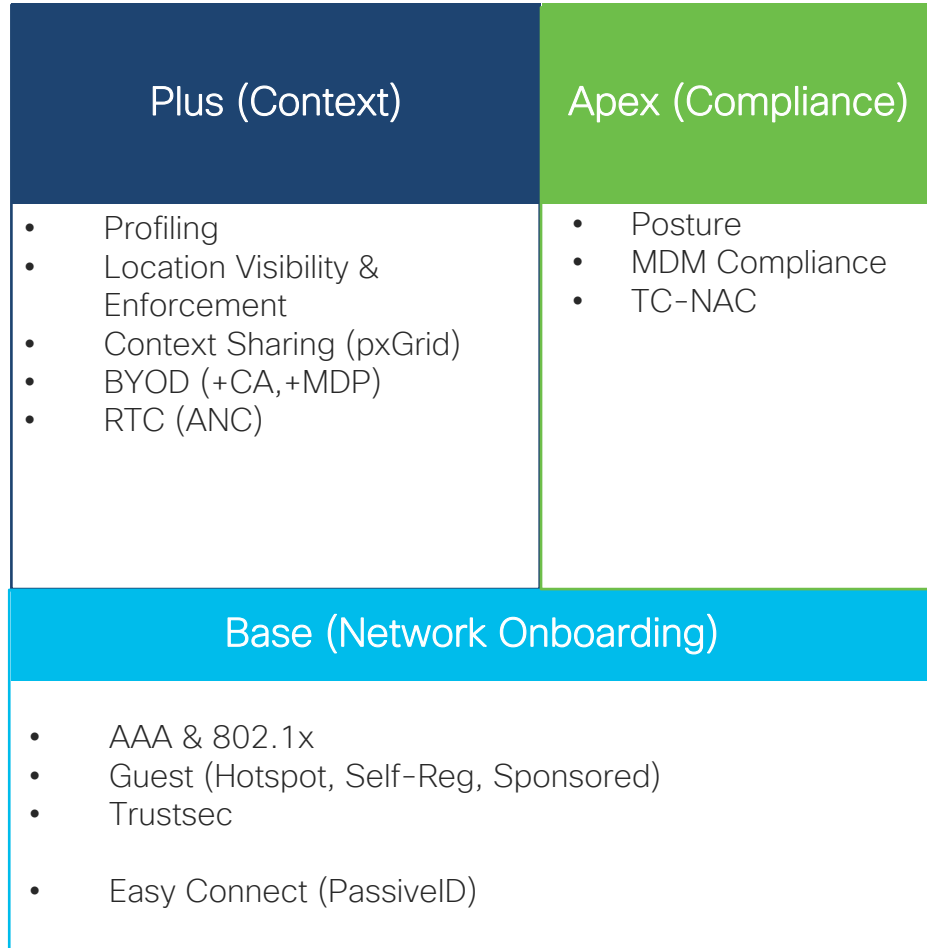 Plus (Context)
Apex (Compliance)
• Profiling
• Location Visibility &
Enforcement
• Context Sharing (pxGrid)
• BYOD (+CA,+MDP)
• RTC (ANC)
• Posture
• MDM Compliance
• TC-NAC
Base (Network Onboarding)
• AAA & 802.1x
• Guest (Hotspot, Self-Reg, Sponsored)
• Trustsec
• Easy Connect (PassiveID)